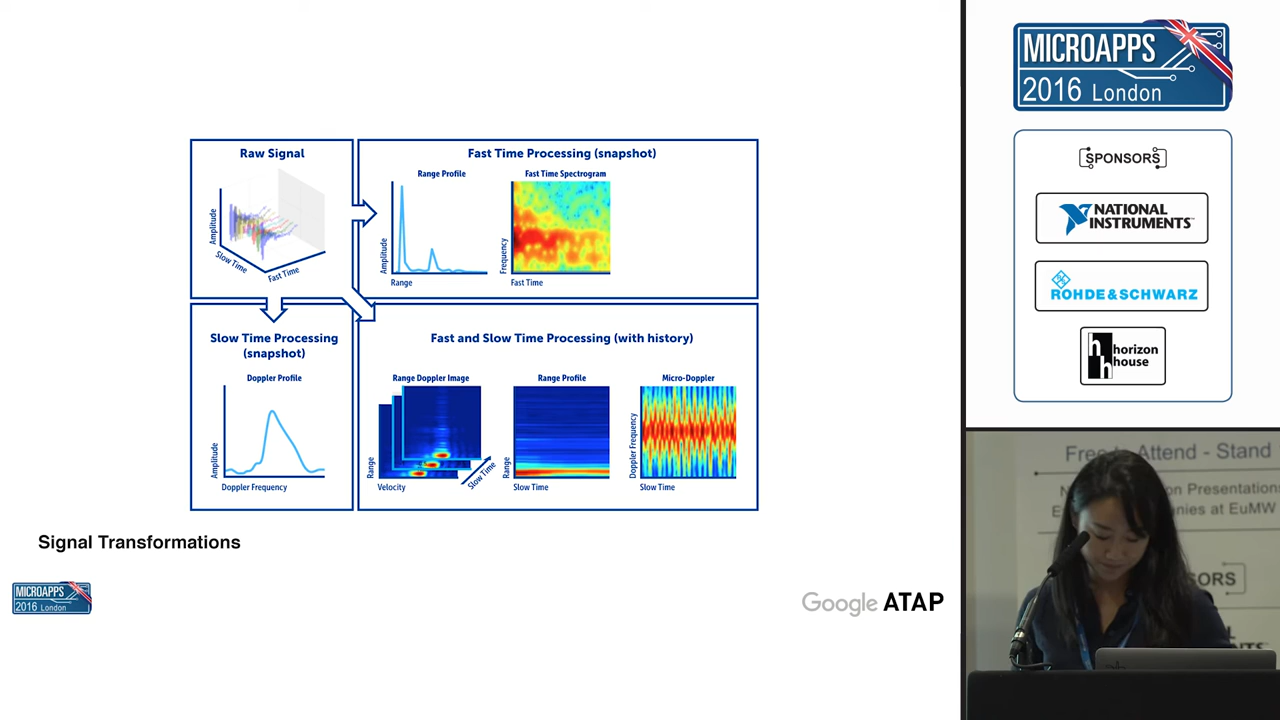 Raw Signal
Amplitude
Slow Time
Fast Time
Fast Time Processing (snapshot)
Range Profile
Amplitude
Range
Fast Time Spectrogram
Frequency
Fast Time
Slow Time Processing
(snapshot)
Doppler Profile
Amplitude
Doppler Frequency
Fast and Slow Time Processing (with history)
Range Doppler Image
Range
Velocity
Slow Time
Range Profile
Range
Slow Time
Micro-Doppler
Doppler Frequency
Slow Time
Signal Transformations
MICROAPPS
2016 London
Google ATAP
MICROAPPS
2016 London
SPONSORS
NATIONAL
INSTRUMENTS
ROHDE & SCHWARZ
h horizon
h house
Attend - Stand
Presentations
at EuMW